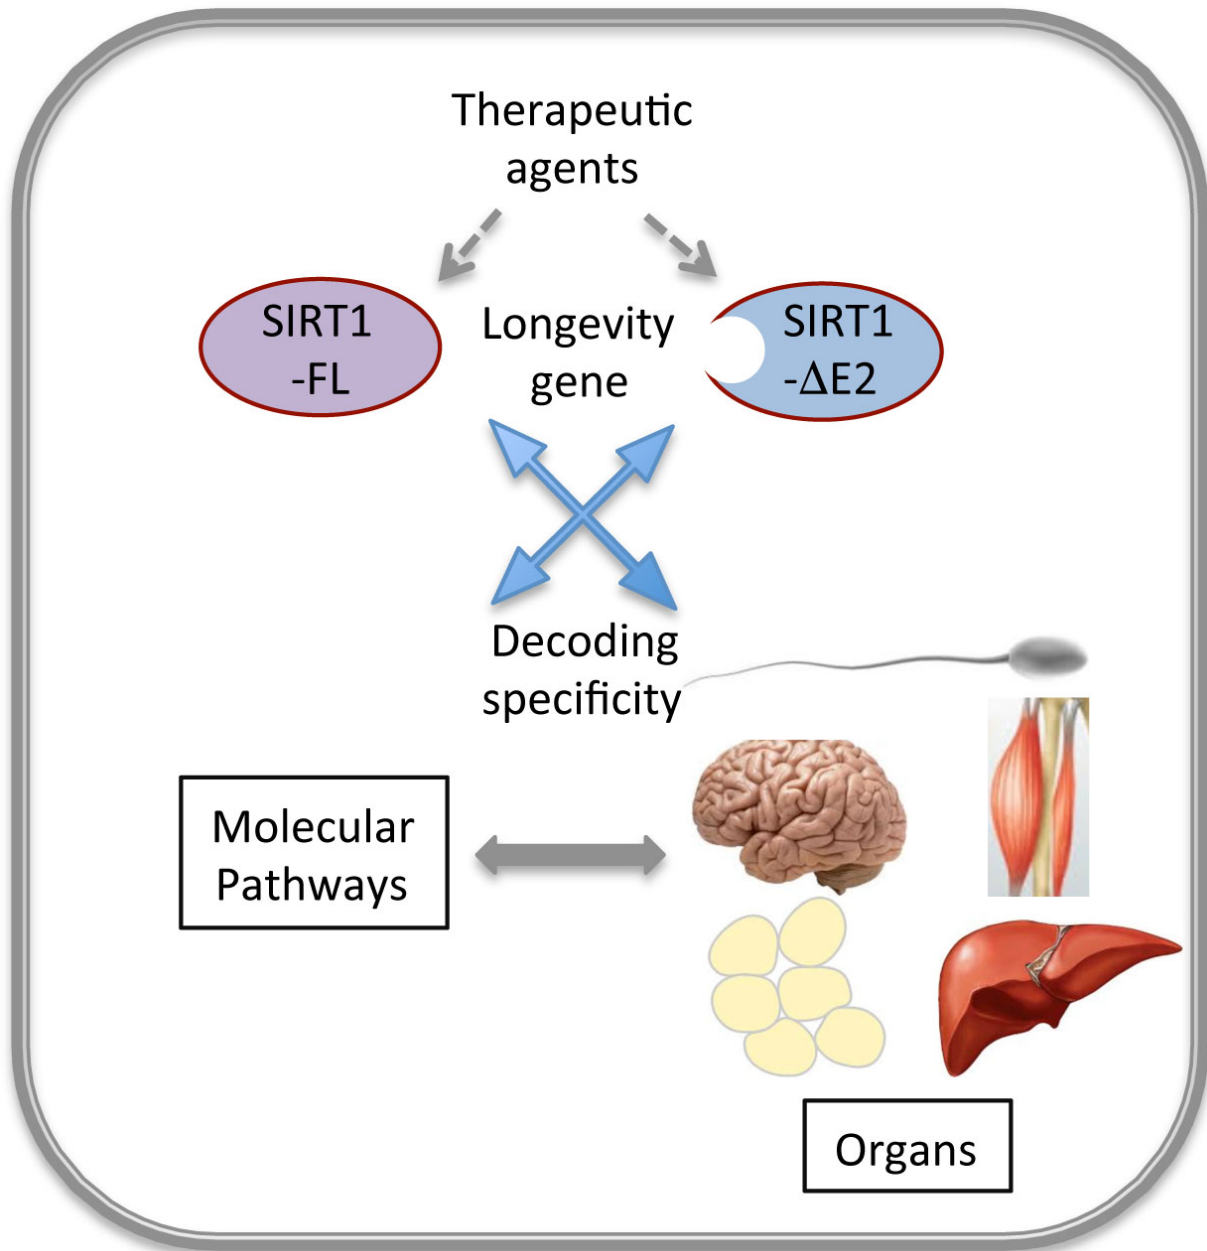 Therapeutic
agents
SIRT1
-FL
Longevity
gene
SIRT1
-ΔE2
Decoding
specificity
Molecular
Pathways
Organs